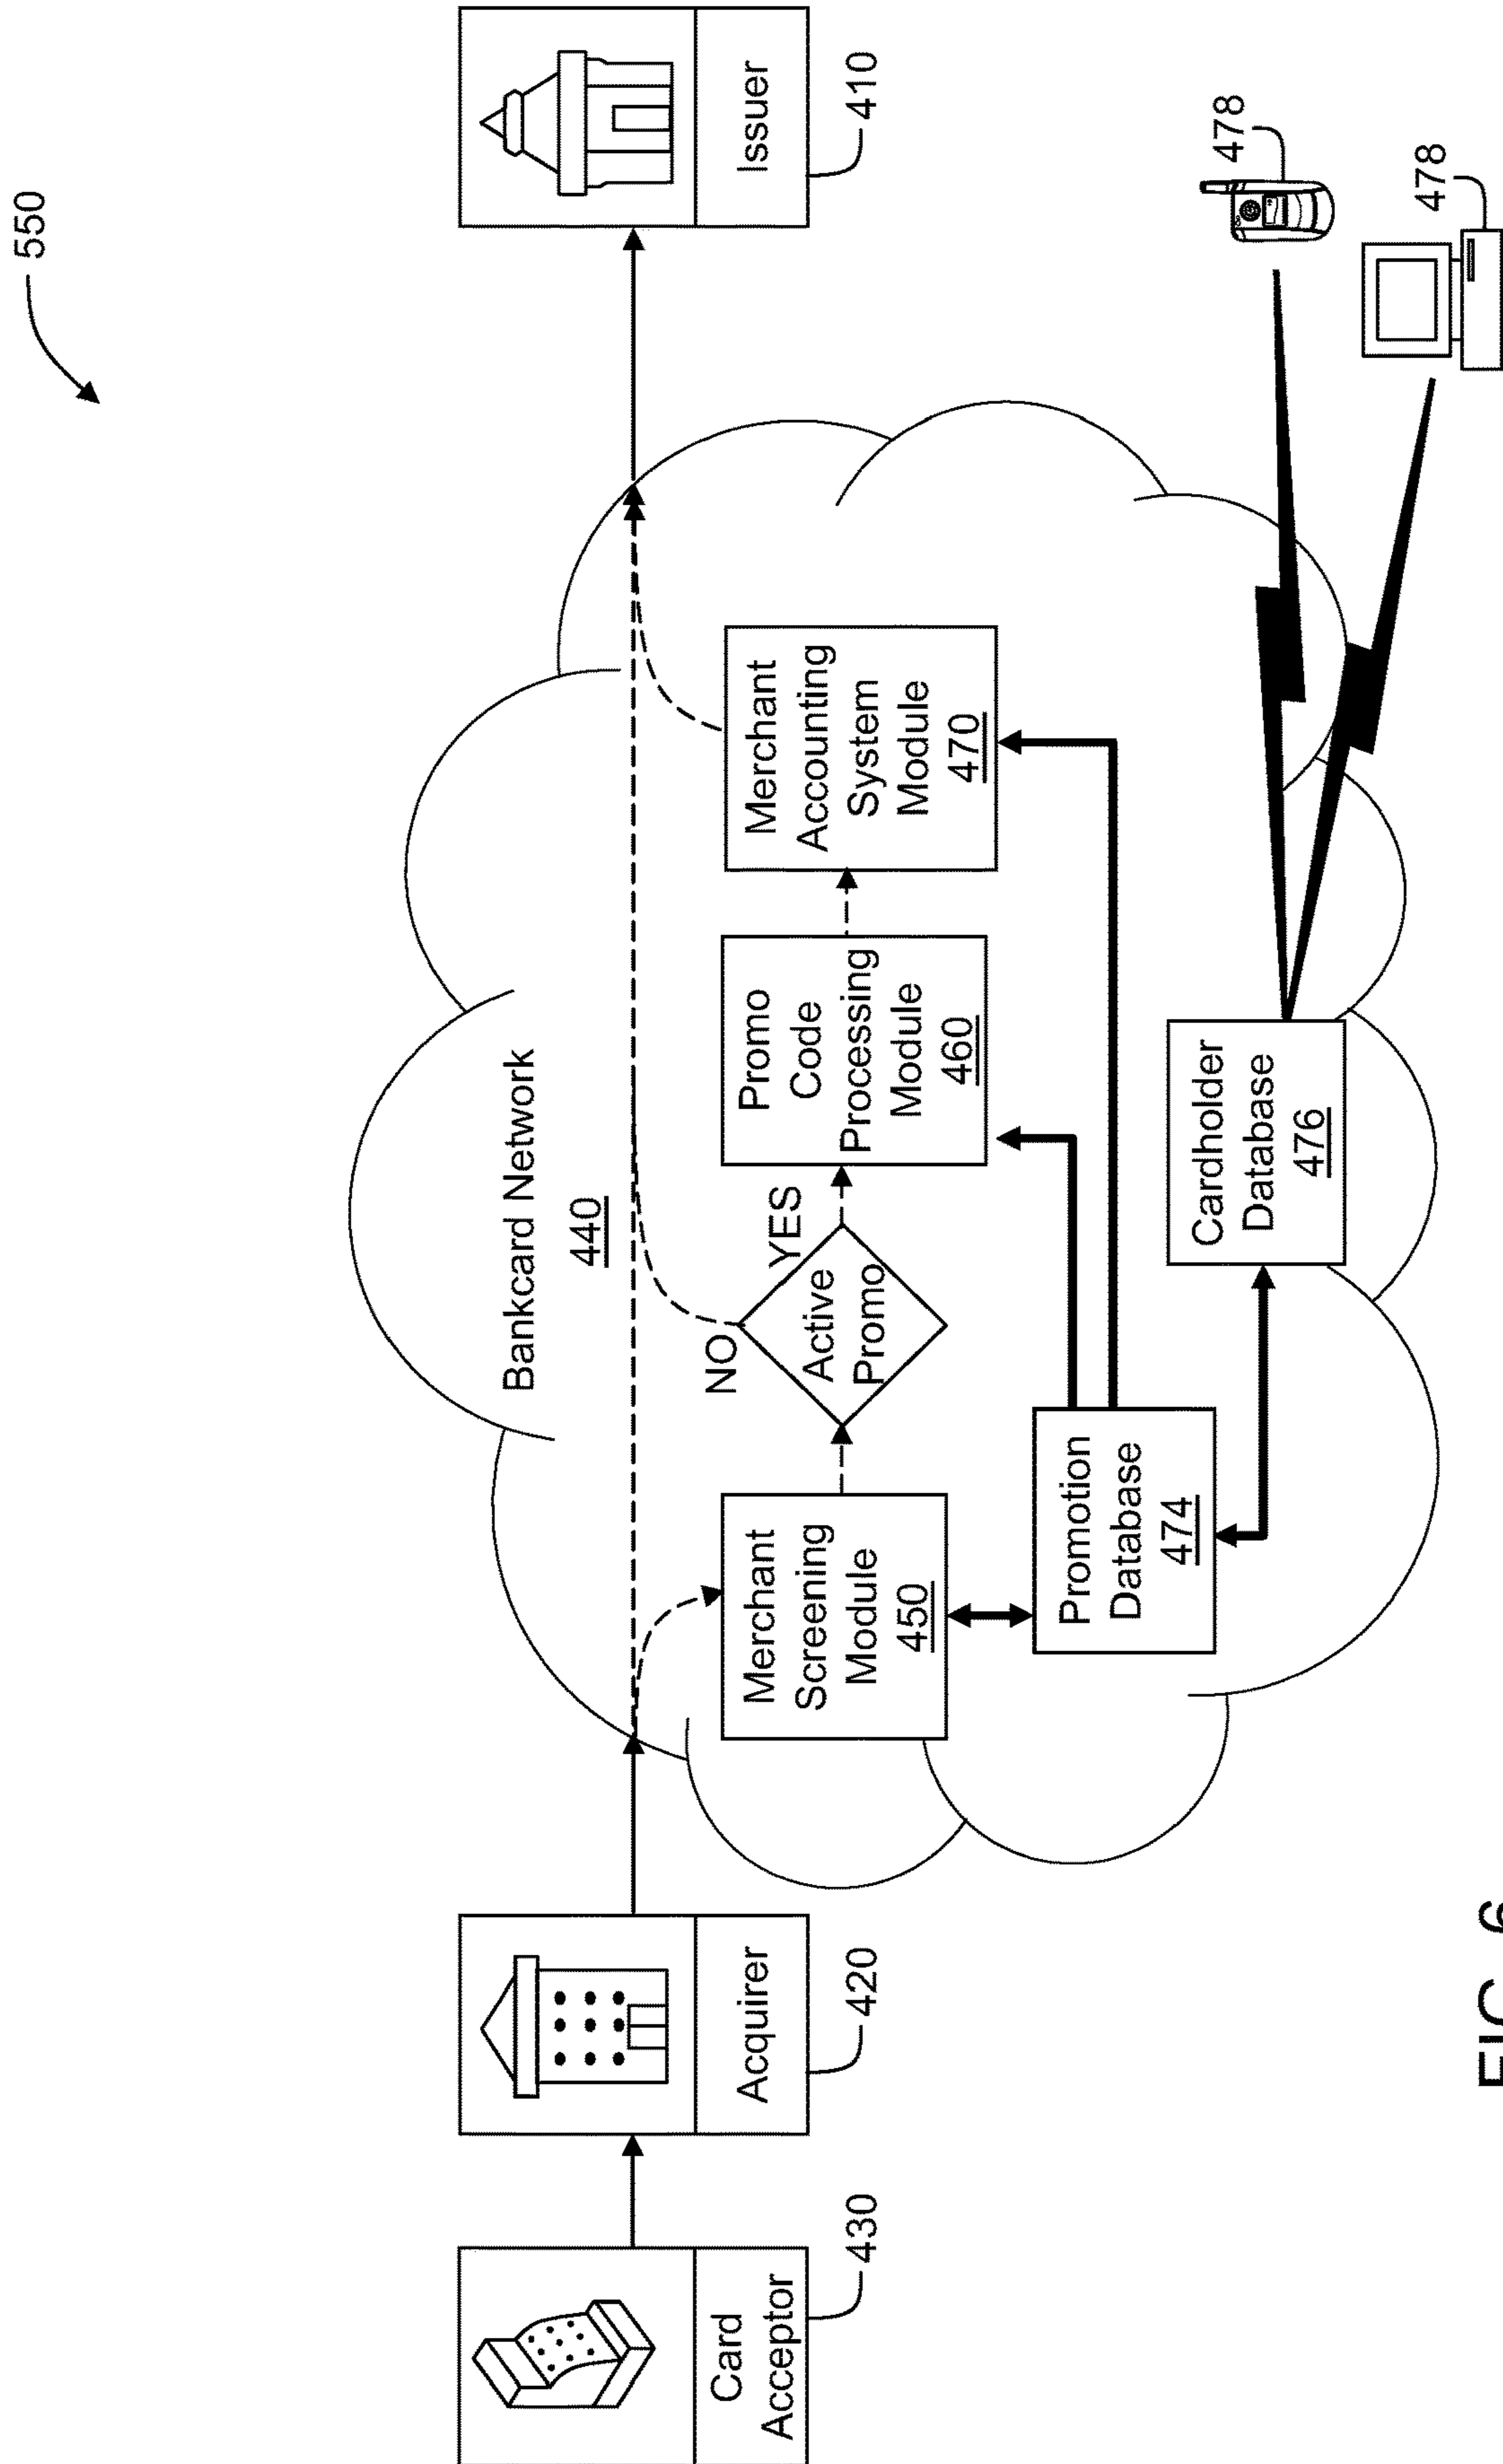 550
Bankcard Network
440
Card
Acceptor
430
Acquirer
420
Issuer
410
Merchant
Screening
Module
450
NO
YES
Active
Promo
Promo
Code
Processing
Module
460
Merchant
Accounting
System
Module
470
Promotion
Database
474
Cardholder
Database
476
478
478
FIG. 6